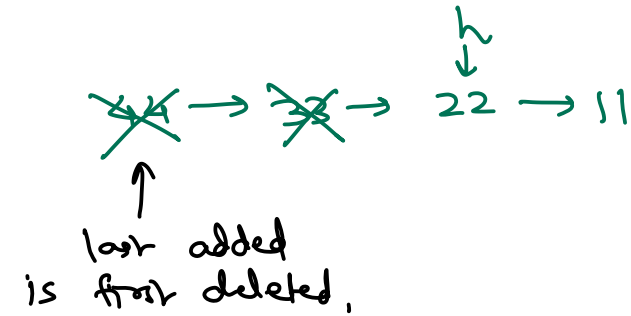 h
44 → 33 → 22 → 11
last added
is first deleted.